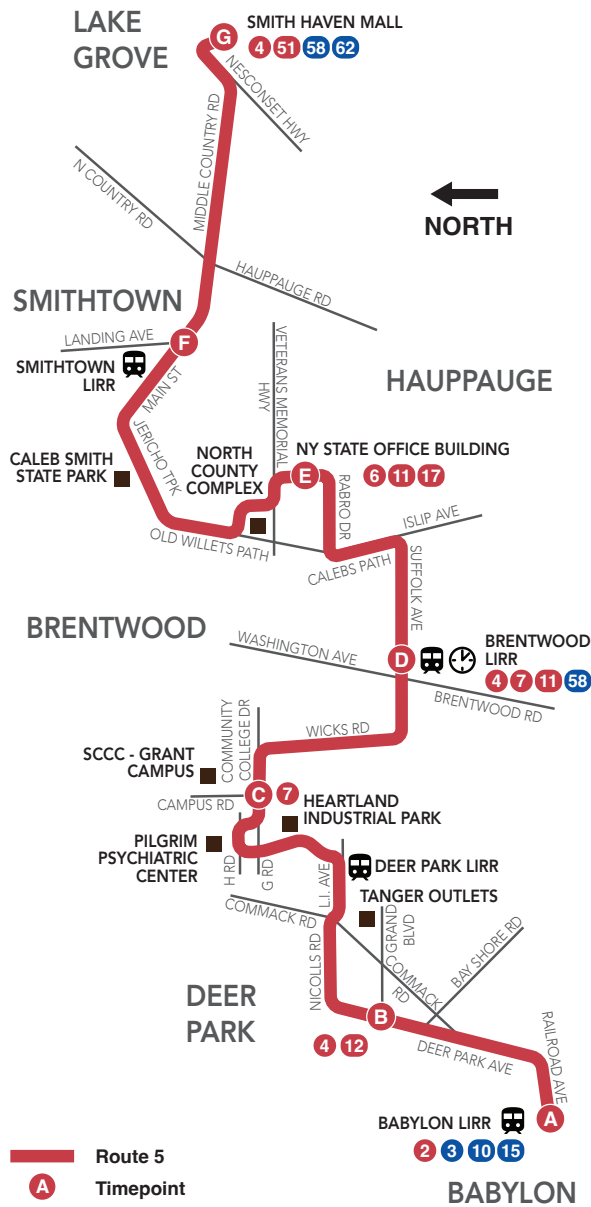 LAKE
GROVE
G
SMITH HAVEN MALL
4 51 58 62
NESCONSET HWY
MIDDLE COUNTRY RD
N COUNTRY RD
NORTH
HAUPPAUGE RD
SMITHTOWN
LANDING AVE
F
SMITHTOWN
LIRR
MAIN ST
VETERANS MEMORIAL
HWY
HAUPPAUGE
JERICHO TPK
CALEB SMITH
STATE PARK
NORTH
COUNTY
COMPLEX
NY STATE OFFICE BUILDING
E
6 11 17
RABRO DR
OLD WILLETS PATH
CALEBS PATH
ISLIP AVE
SUFFOLK AVE
BRENTWOOD
WASHINGTON AVE
D
BRENTWOOD
LIRR
4 7 11 58
BRENTWOOD RD
WICKS RD
COMMUNITY
COLLEGE DR
SCCC - GRANT
CAMPUS
CAMPUS RD
C
7
HEARTLAND
INDUSTRIAL PARK
PILGRIM
PSYCHIATRIC
CENTER
H RD
G RD
L.I. AVE
DEER PARK LIRR
TANGER OUTLETS
COMMACK RD
GRAND
BLVD
COMMACK
RD
BAY SHORE RD
NICOLLS RD
DEER
PARK
B
4 12
DEER PARK AVE
RAILROAD AVE
BABYLON LIRR
A
2 3 10 15
Route 5
A
Timepoint
BABYLON